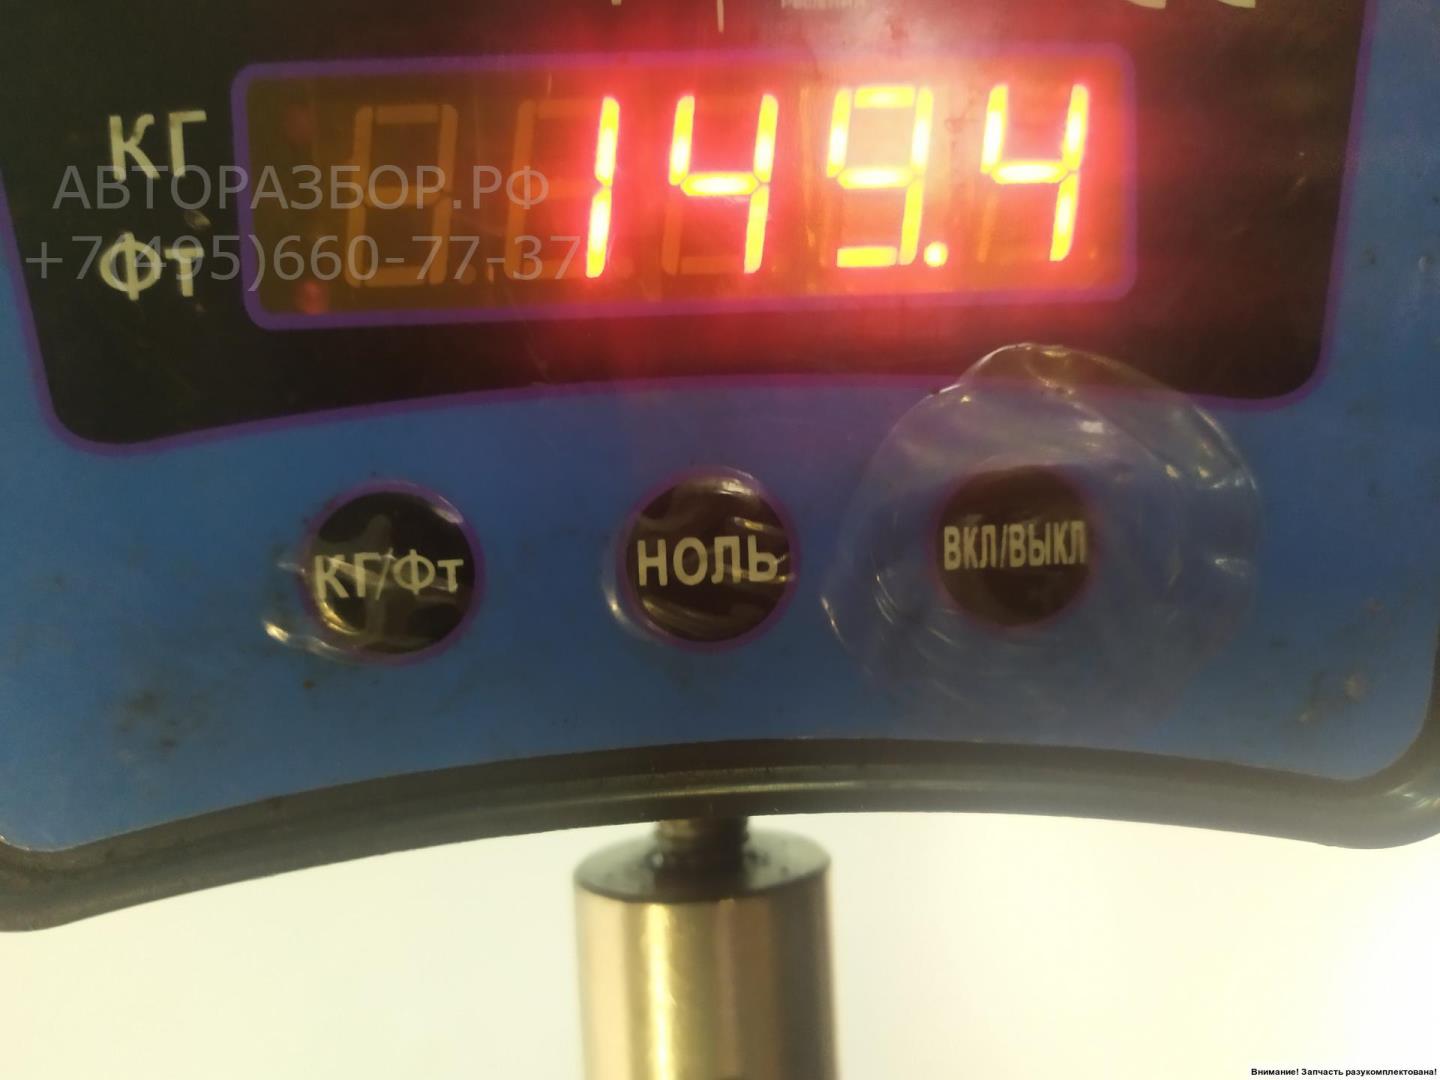 КГ
149.4
АВТОРАЗБОР.РФ
ФТ
+7(495)660-77-37
КГ/ФТ
НОЛЬ
ВКЛ/ВЫКЛ
Внимание! Запчасть разукомплектована!